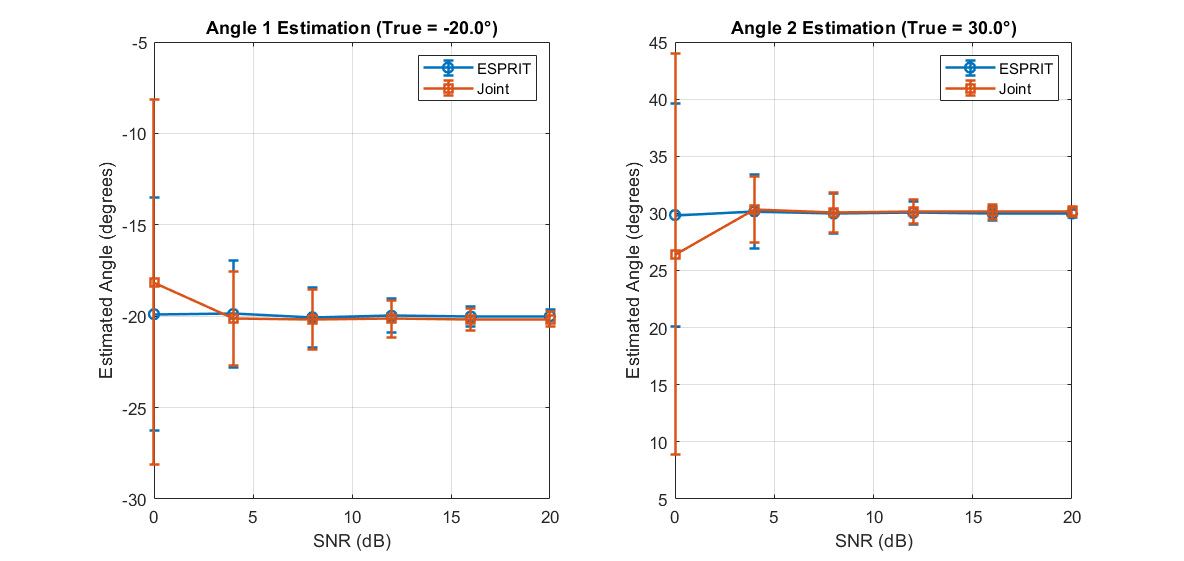 Angle 1 Estimation (True = -20.0°)
Estimated Angle (degrees)
-5
-10
-15
-20
-25
-30
0
5
10
15
20
SNR (dB)
ESPRIT
Joint
Angle 2 Estimation (True = 30.0°)
Estimated Angle (degrees)
45
40
35
30
25
20
15
10
5
0
5
10
15
20
SNR (dB)
ESPRIT
Joint